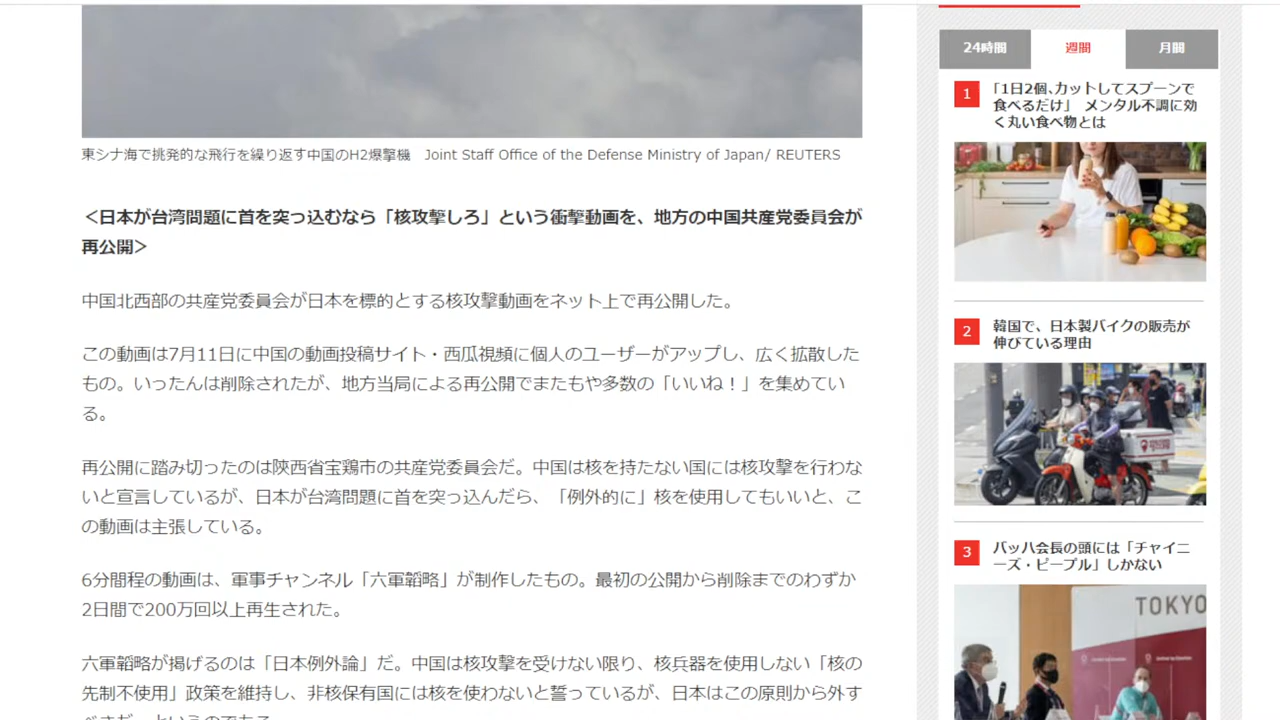 東シナ海で挑発的な飛行を繰り返す中国のH2爆撃機　Joint Staff Office of the Defense Ministry of Japan/ REUTERS
＜日本が台湾問題に首を突っ込むなら「核攻撃しろ」という衝撃動画を、地方の中国共産党委員会が
再公開＞
中国北西部の共産党委員会が日本を標的とする核攻撃動画をネット上で再公開した。
この動画は7月11日に中国の動画投稿サイト・西瓜視頻に個人のユーザーがアップし、広く拡散した
もの。いったんは削除されたが、地方当局による再公開でまたもや多数の「いいね！」を集めてい
る。
再公開に踏み切ったのは陝西省宝鶏市の共産党委員会だ。中国は核を持たない国には核攻撃を行わな
いと宣言しているが、日本が台湾問題に首を突っ込んだら、「例外的に」核を使用してもいいと、こ
の動画は主張している。
6分間程の動画は、軍事チャンネル「六軍韜略」が制作したもの。最初の公開から削除までのわずか
2日間で200万回以上再生された。
六軍韜略が掲げるのは「日本例外論」だ。中国は核攻撃を受けない限り、核兵器を使用しない「核の
先制不使用」政策を維持し、非核保有国には核を使わないと誓っているが、日本はこの原則から外す
べきだ、というのである
24時間
週間
月間
1
「1日2個､カットしてスプーンで
食べるだけ」 メンタル不調に効
く丸い食べ物とは
2
韓国で、日本製バイクの販売が
伸びている理由
3
バッハ会長の頭には「チャイニ
ーズ・ピープル」しかない
TOKYO